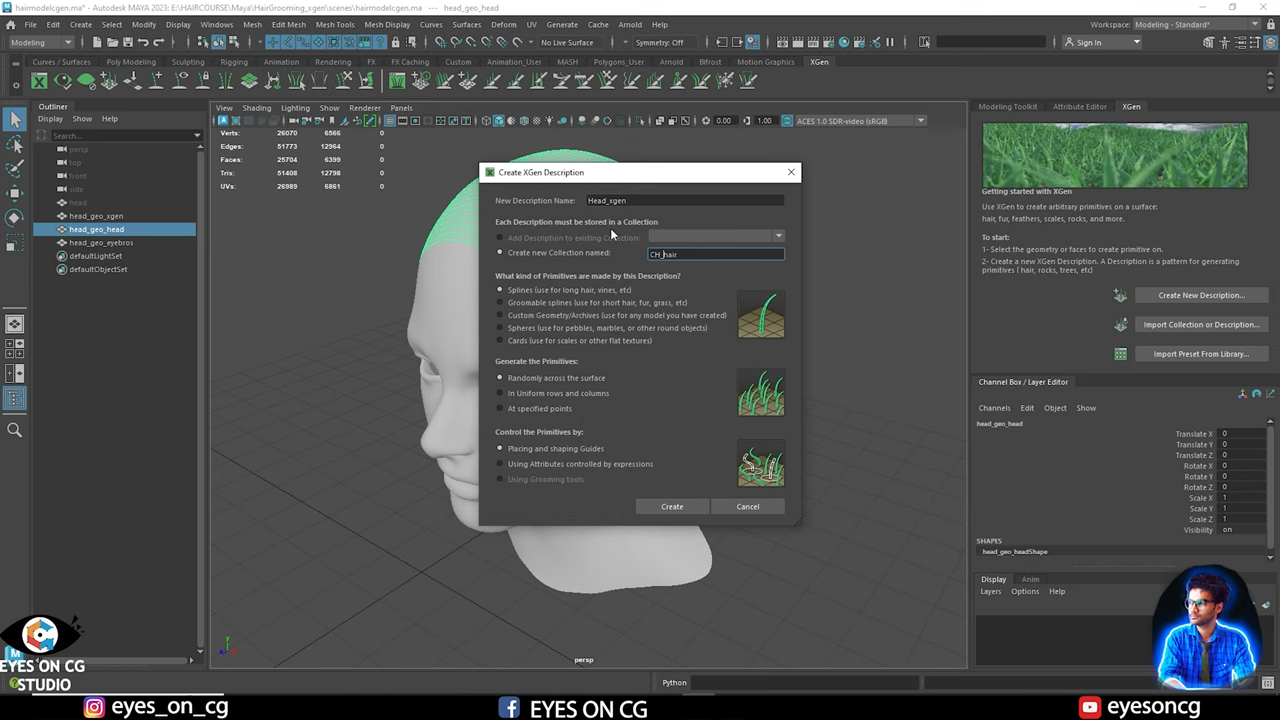 hairmodelcgen.ma* - Autodesk MAYA 2023: E:\HAIRCOURSE\Maya\HairGrooming_xgen\scenes\hairmodelcgen.ma --- head_geo_head
File Edit Create Select Modify Display Windows Mesh Edit Mesh Mesh Tools Mesh Display Curves Surfaces Deform UV Generate Cache Arnold Help
Workspace: Modeling - Standard*
Modeling No Live Surface Symmetry: Off Sign In
Curves / Surfaces Poly Modeling Sculpting Rigging Animation Rendering FX FX Caching Custom Animation_User MASH Polygons_User Arnold Bifrost Motion Graphics XGen
Outliner
Display Show Help
Search...
persp
top
front
side
head
head_geo_xgen
head_geo_head
head_geo_eyebros
defaultLightSet
defaultObjectSet
View Shading Lighting Show Renderer Panels
0.00 1.00 ACES 1.0 SDR-video (sRGB)
Verts: 26070 6566 0
Edges: 51773 12964 0
Faces: 25704 6399 0
Tris: 51408 12798 0
UVs: 26989 6861 0
Create XGen Description
New Description Name: Head_xgen
Each Description must be stored in a Collection
Add Description to existing Collection:
Create new Collection named: CH_hair
What kind of Primitives are made by this Description?
Splines (use for long hair, vines, etc)
Groomable splines (use for short hair, fur, grass, etc)
Custom Geometry/Archives (use for any model you have created)
Spheres (use for pebbles, marbles, or other round objects)
Cards (use for scales or other flat textures)
Generate the Primitives:
Randomly across the surface
In Uniform rows and columns
At specified points
Control the Primitives by:
Placing and shaping Guides
Using Attributes controlled by expressions
Using Grooming tools
Create Cancel
persp
Modeling Toolkit Attribute Editor XGen
Getting started with XGen
Use XGen to create arbitrary primitives on a surface:
hair, fur, feathers, scales, rocks, and more.
To start:
1- Select the geometry or faces to create primitive on.
2- Create a new XGen Description. A Description is a pattern for generating
primitives ( hair, rocks, trees, etc)
Create New Description...
Import Collection or Description...
Import Preset From Library...
Channel Box / Layer Editor
Channels Edit Object Show
head_geo_head
Translate X 0
Translate Y 0
Translate Z 0
Rotate X 0
Rotate Y 0
Rotate Z 0
Scale X 1
Scale Y 1
Scale Z 1
Visibility on
SHAPES
head_geo_headShape
Display Anim
Layers Options Help
Python
EYES ON CG
STUDIO
eyes_on_cg EYES ON CG eyesoncg